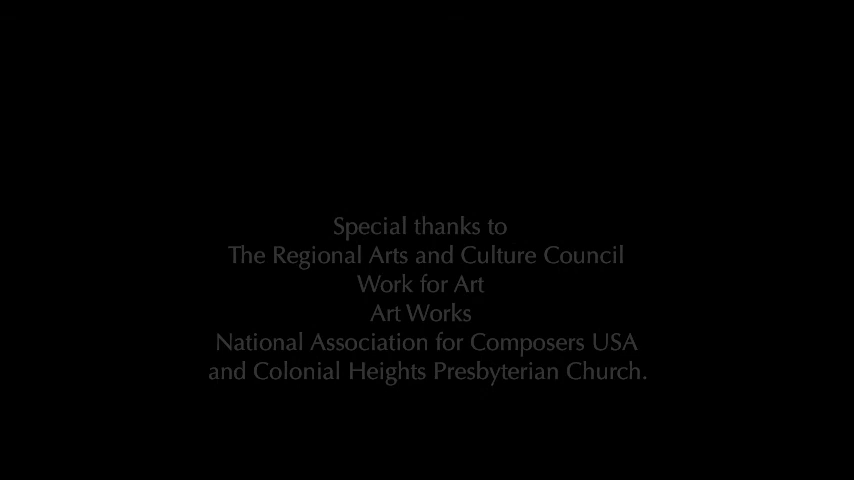 Special thanks to
The Regional Arts and Culture Council
Work for Art
Art Works
National Association for Composers USA
and Colonial Heights Presbyterian Church.